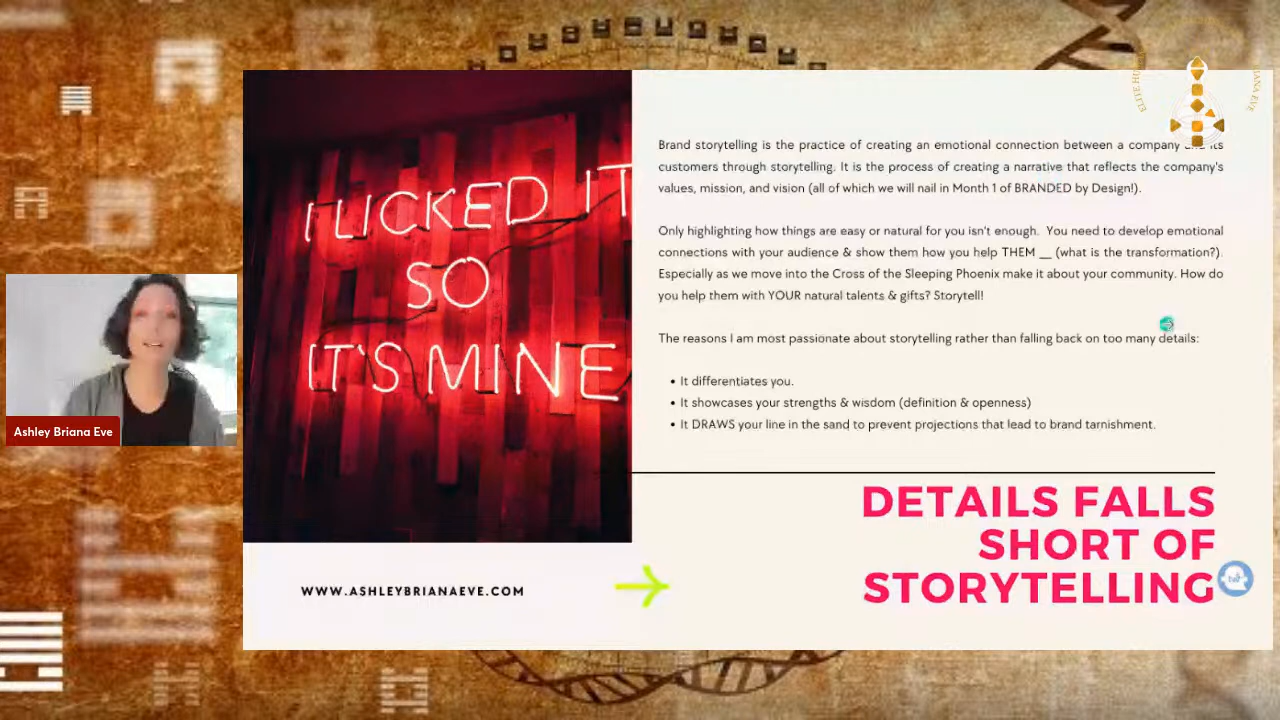 Brand storytelling is the practice of creating an emotional connection between a company and its
customers through storytelling. It is the process of creating a narrative that reflects the company's
values, mission, and vision (all of which we will nail in Month 1 of BRANDED by Design!).
Only highlighting how things are easy or natural for you isn't enough. You need to develop emotional
connections with your audience & show them how you help THEM __ (what is the transformation?).
Especially as we move into the Cross of the Sleeping Phoenix make it about your community. How do
you help them with YOUR natural talents & gifts? Storytell!
The reasons I am most passionate about storytelling rather than falling back on too many details:
• It differentiates you.
• It showcases your strengths & wisdom (definition & openness)
• It DRAWS your line in the sand to prevent projections that lead to brand tarnishment.
I LICKED IT
SO
IT'S MINE
Ashley Briana Eve
DETAILS FALLS
SHORT OF
STORYTELLING
WWW.ASHLEYBRIANAEVE.COM